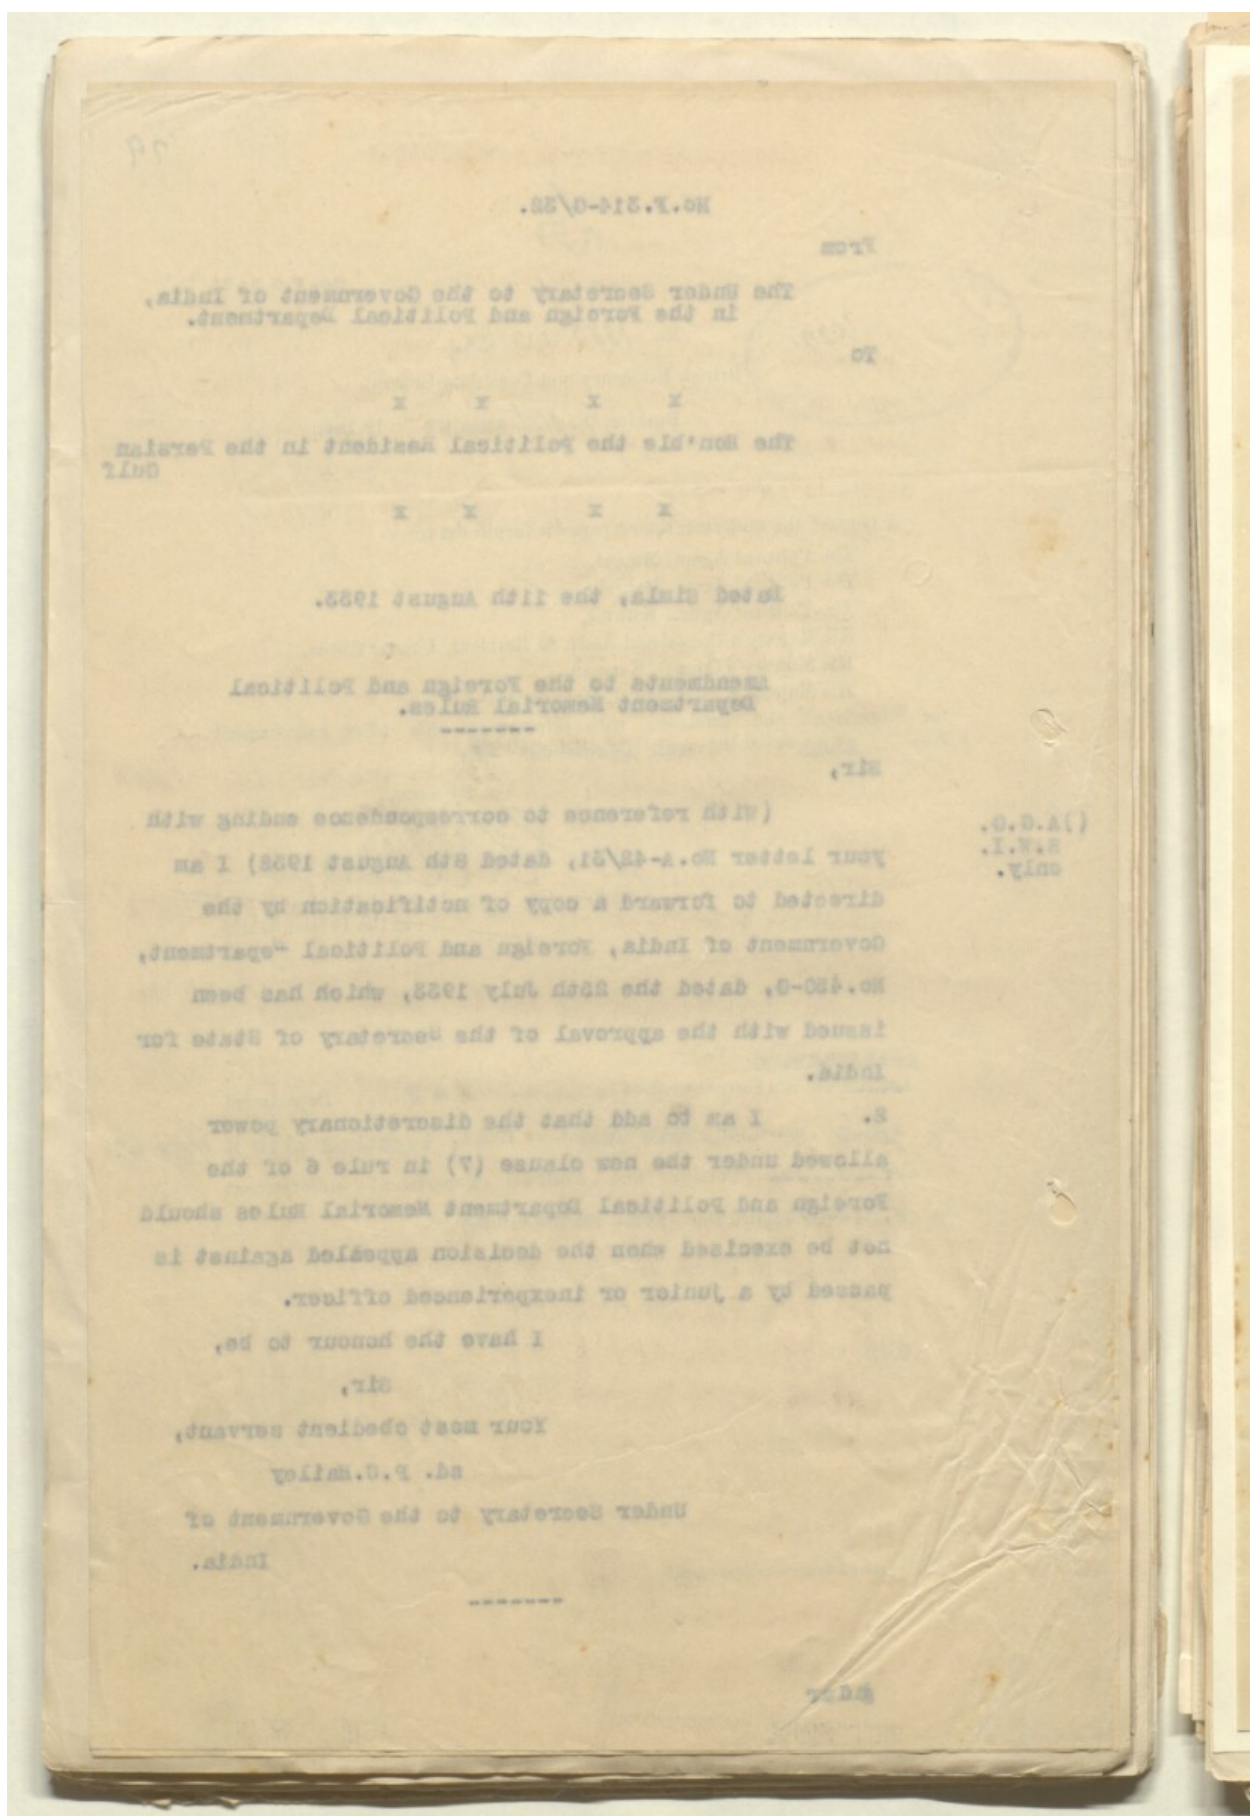 79
No.F.314-G/32.
From
The Under Secretary to the Government of India,
in the Foreign and Political Department.
To
x x x x
The Hon'ble the Political Resident in the Persian
Gulf
x x x x
Dated Simla, the 11th August 1933.
Amendments to the Foreign and Political
Department Memorial Rules.
-------
Sir,
()A.G.G.
S.W.I.
only.
(with reference to correspondence ending with
your letter No.A-42/31, dated 8th August 1932) I am
directed to forward a copy of notification by the
Government of India, Foreign and Political Department,
No.430-G, dated the 25th July 1933, which has been
issued with the approval of the Secretary of State for
India.
2. I am to add that the discretionary power
allowed under the new clause (7) in rule 6 of the
Foreign and Political Department Memorial Rules should
not be execised when the decision appealed against is
passed by a junior or inexperienced officer.
I have the honour to be,
Sir,
Your most obedient servant,
sd. P.G.Hailey
Under Secretary to the Government of
India.
-------